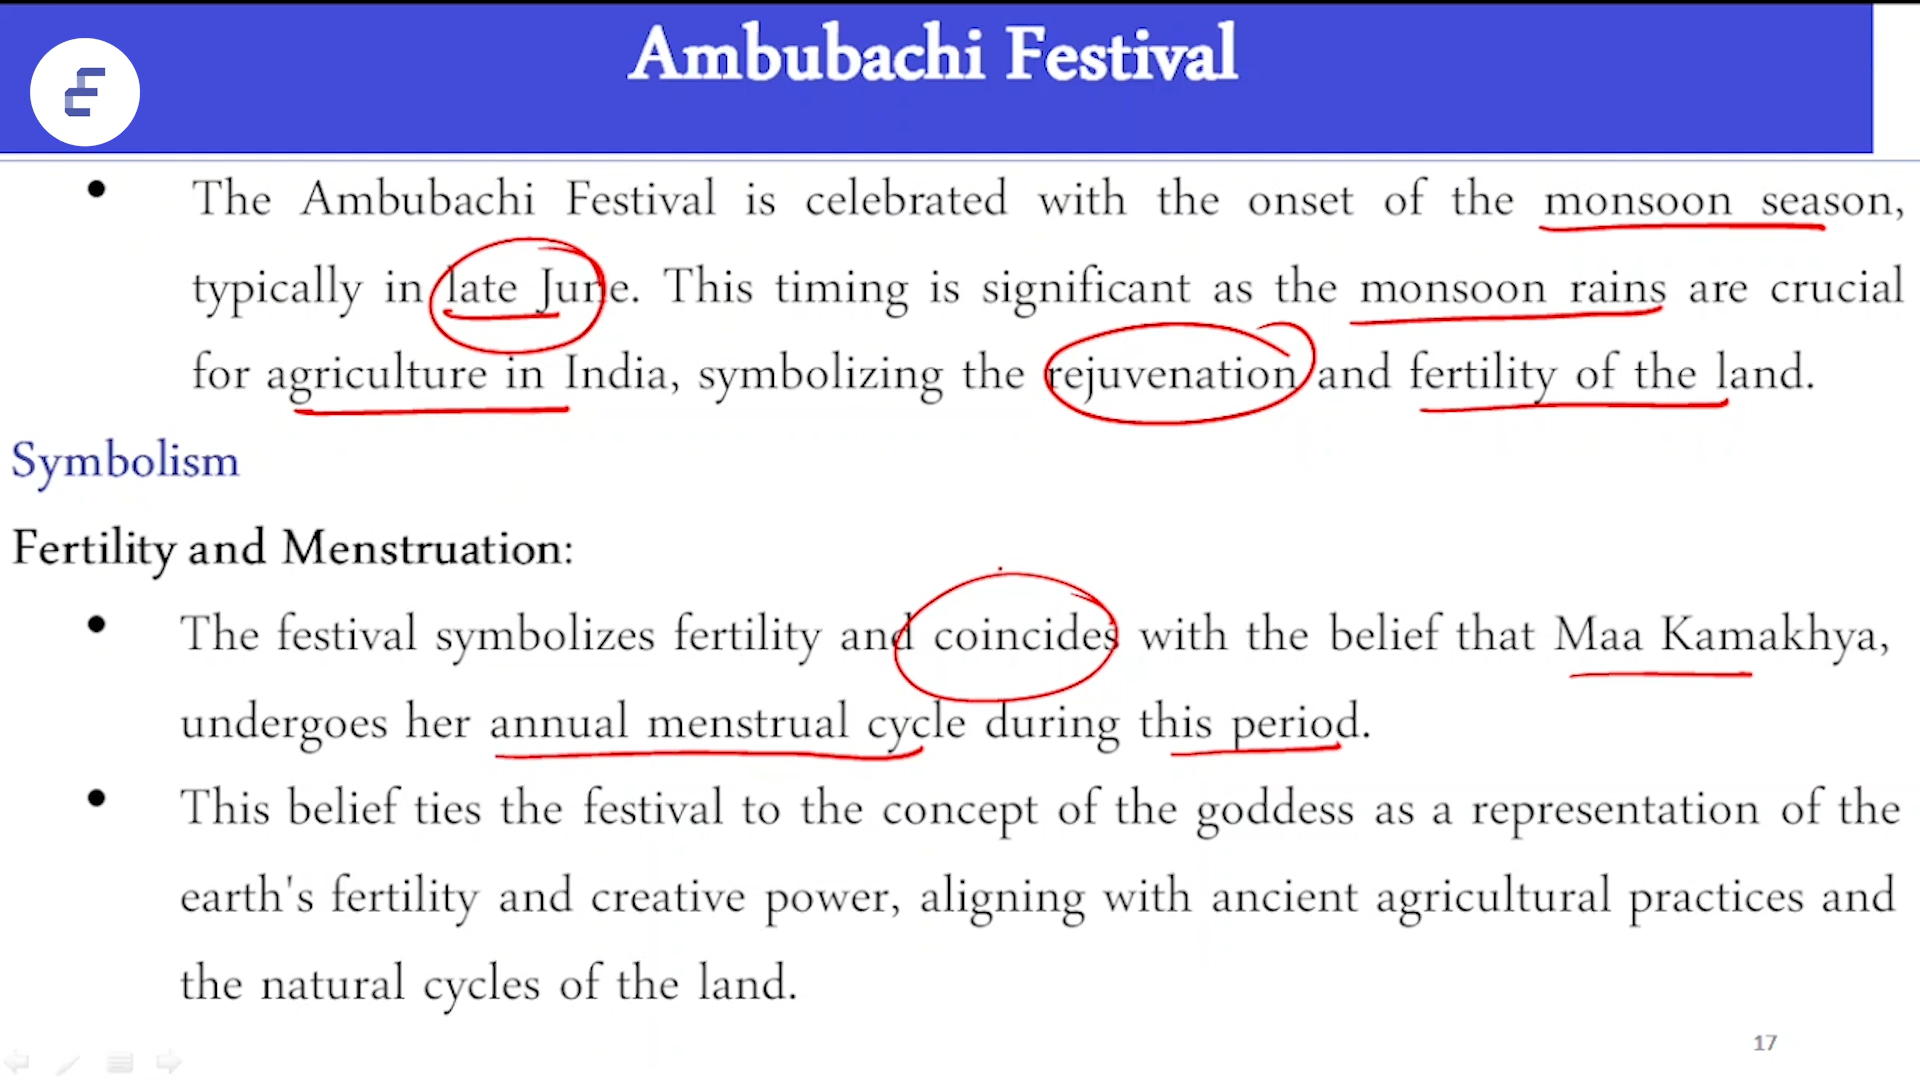 Ambubachi Festival
• The Ambubachi Festival is celebrated with the onset of the monsoon season,
typically in late June. This timing is significant as the monsoon rains are crucial
for agriculture in India, symbolizing the rejuvenation and fertility of the land.
Symbolism
Fertility and Menstruation:
• The festival symbolizes fertility and coincides with the belief that Maa Kamakhya,
undergoes her annual menstrual cycle during this period.
• This belief ties the festival to the concept of the goddess as a representation of the
earth's fertility and creative power, aligning with ancient agricultural practices and
the natural cycles of the land.
17